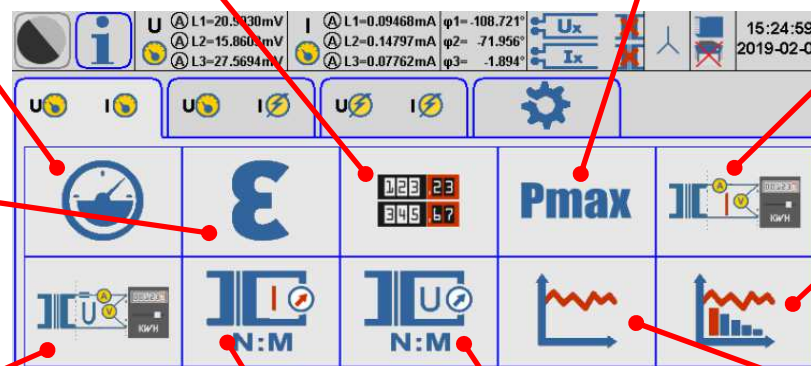 U Ⓐ L1=20.5930mV I Ⓐ L1=0.09468mA φ1= -108.721° Ux 15:24:59
Ⓐ L2=15.8603mV Ⓐ L2=0.14797mA φ2= -71.956° 2019-02-0
Ⓐ L3=27.5694mV Ⓐ L3=0.07762mA φ3= -1.894° Ix
U I U I U I
ε 123.23 Pmax A I V KWH
345.67
U A V KWH I U
N:M N:M